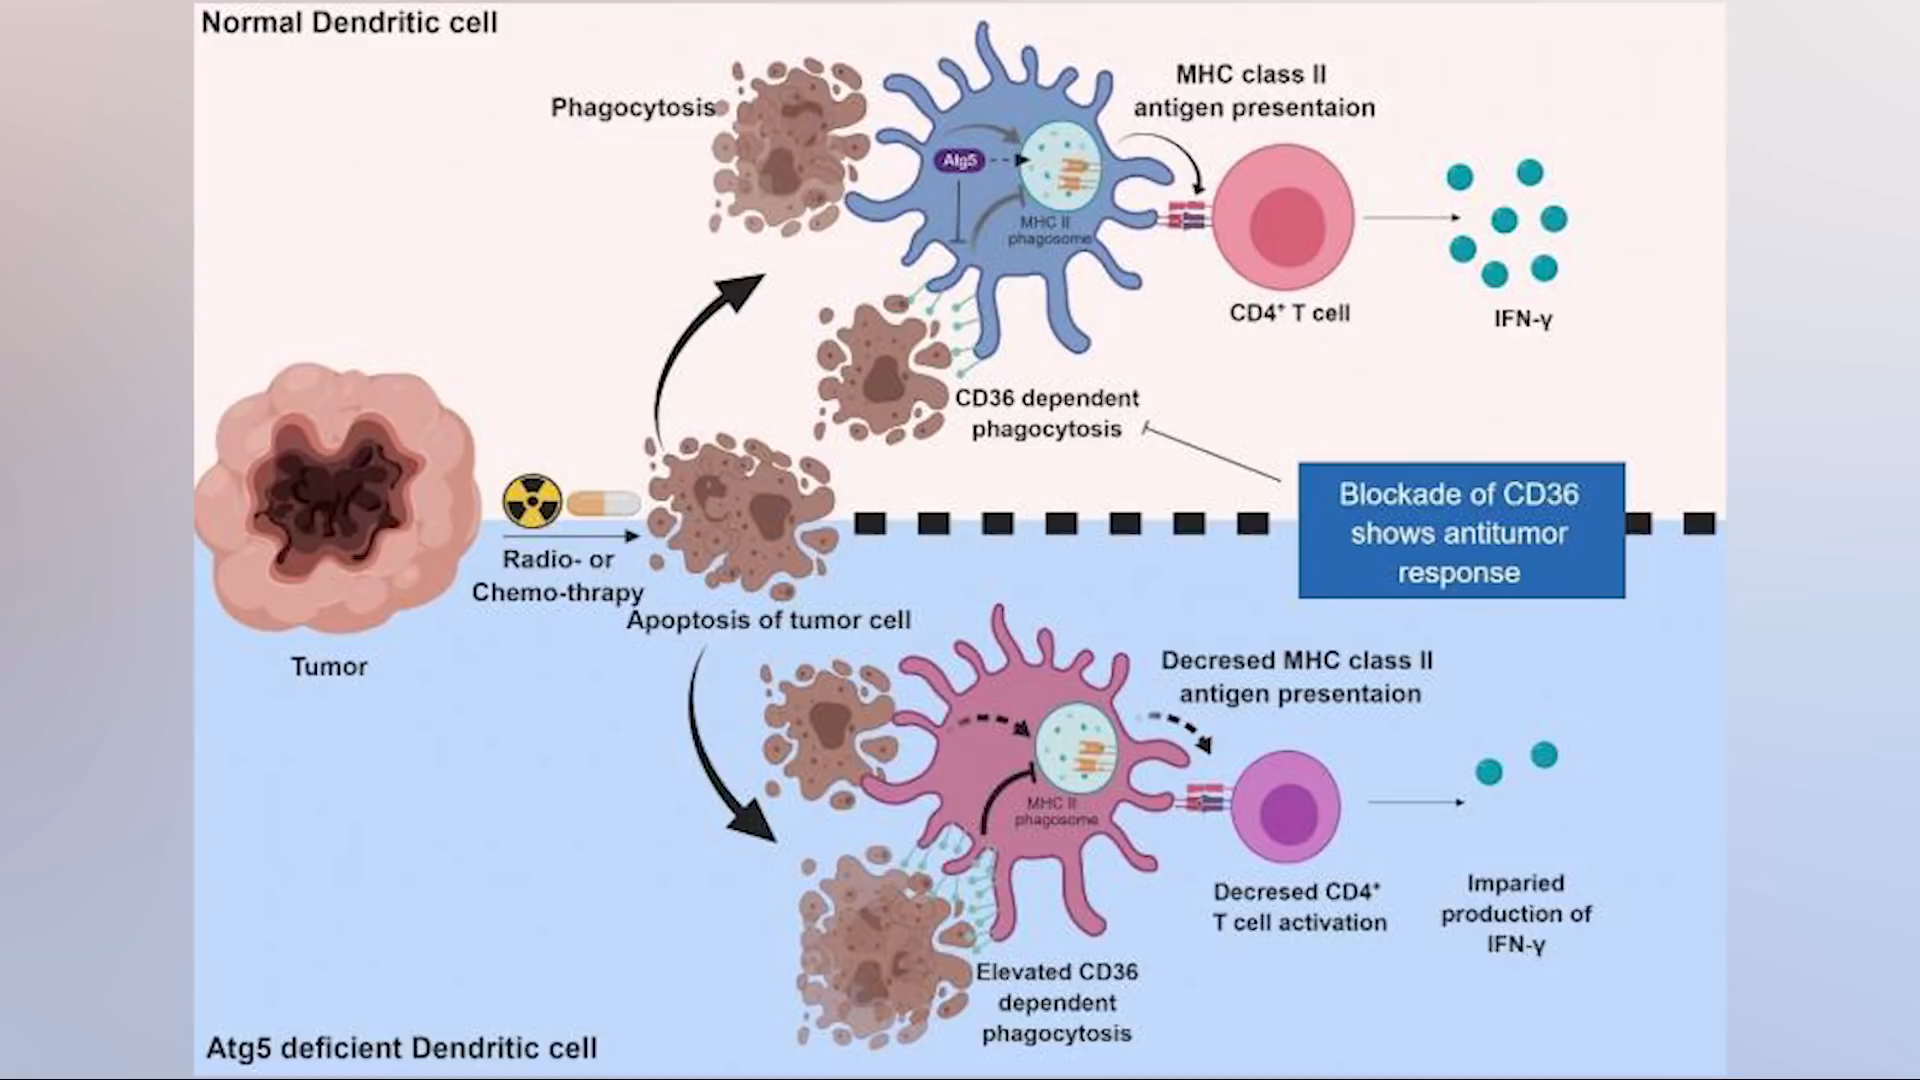 Normal Dendritic cell
Phagocytosis
MHC class II
antigen presentaion
Atg5
MHC II
phagosome
CD4⁺ T cell
IFN-γ
CD36 dependent
phagocytosis
Blockade of CD36
shows antitumor
response
Radio- or
Chemo-thrapy
Apoptosis of tumor cell
Tumor
Decresed MHC class II
antigen presentaion
MHC II
phagosome
Decresed CD4⁺
T cell activation
Imparied
production of
IFN-γ
Elevated CD36
dependent
phagocytosis
Atg5 deficient Dendritic cell